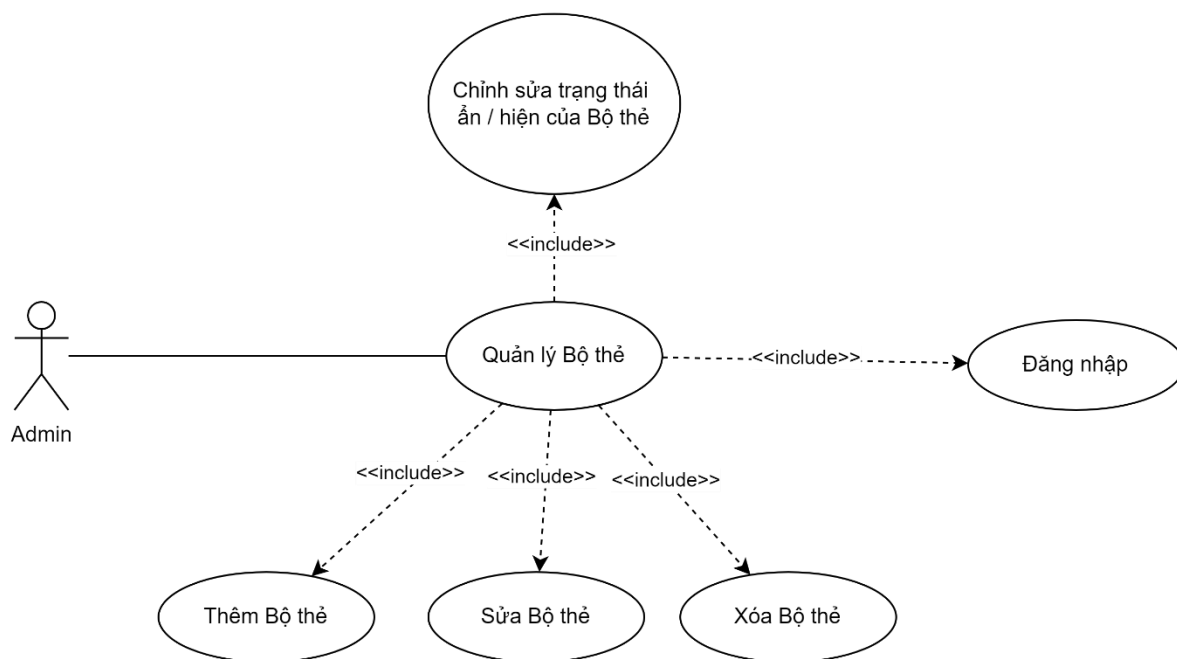 Chỉnh sửa trạng thái
ẩn / hiện của Bộ thẻ
<<include>>
Quản lý Bộ thẻ
<<include>>
Đăng nhập
Admin
<<include>>
<<include>>
<<include>>
Thêm Bộ thẻ
Sửa Bộ thẻ
Xóa Bộ thẻ